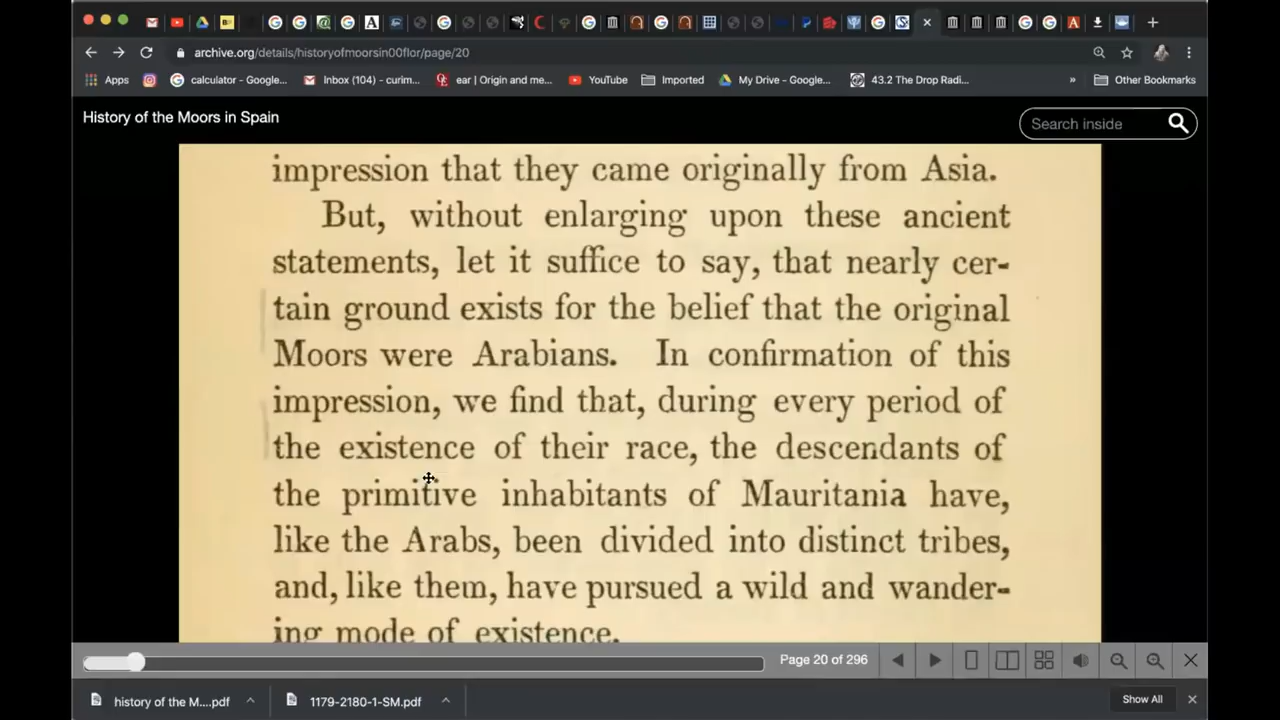 archive.org/details/historyofmoorsin00flor/page/20
Apps
calculator - Google...
Inbox (104) - curim...
ear | Origin and me...
YouTube
Imported
My Drive - Google...
43.2 The Drop Radi...
»
Other Bookmarks
History of the Moors in Spain
Search inside
impression that they came originally from Asia.
But, without enlarging upon these ancient
statements, let it suffice to say, that nearly cer-
tain ground exists for the belief that the original
Moors were Arabians. In confirmation of this
impression, we find that, during every period of
the existence of their race, the descendants of
the primitive inhabitants of Mauritania have,
like the Arabs, been divided into distinct tribes,
and, like them, have pursued a wild and wander-
ing mode of existence.
Page 20 of 296
history of the M....pdf
1179-2180-1-SM.pdf
Show All